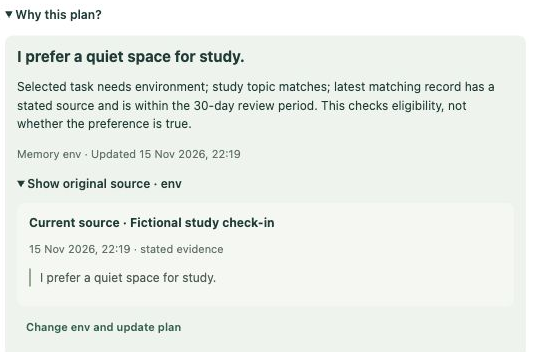 ▼ Why this plan?
I prefer a quiet space for study.
Selected task needs environment; study topic matches; latest matching record has a
stated source and is within the 30-day review period. This checks eligibility, not
whether the preference is true.
Memory env · Updated 15 Nov 2026, 22:19
▼ Show original source · env
Current source · Fictional study check-in
15 Nov 2026, 22:19 · stated evidence
I prefer a quiet space for study.
Change env and update plan